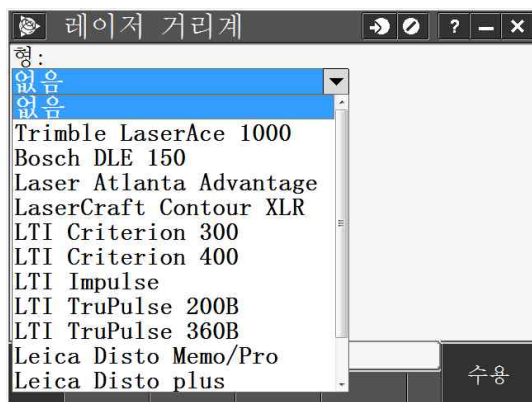 레이저 거리계
? – ×
형:
없음
없음
Trimble LaserAce 1000
Bosch DLE 150
Laser Atlanta Advantage
LaserCraft Contour XLR
LTI Criterion 300
LTI Criterion 400
LTI Impulse
LTI TruPulse 200B
LTI TruPulse 360B
Leica Disto Memo/Pro
Leica Disto plus
수용